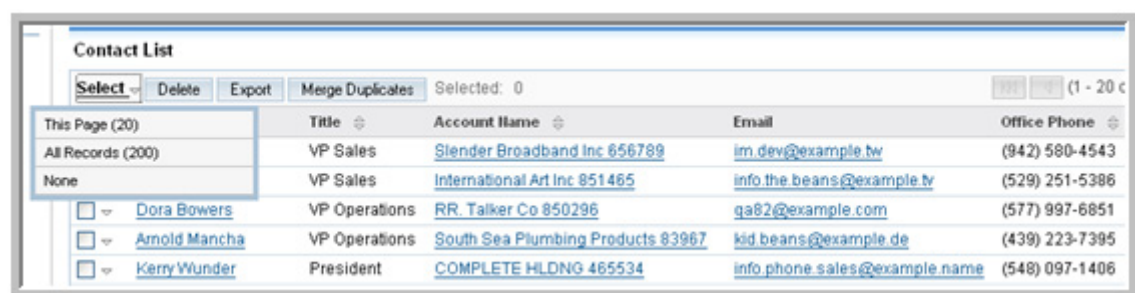 Contact List
Select Delete Export Merge Duplicates Selected: 0 (1 - 20
This Page (20) Title Account Name Email Office Phone
All Records (200) VP Sales Slender Broadband Inc 656789 im.dev@example.tw (942) 580-4543
None VP Sales International Art Inc 851465 info.the.beans@example.tv (529) 251-5386
Dora Bowers VP Operations RR. Talker Co 850296 qa82@example.com (577) 997-6851
Arnold Mancha VP Operations South Sea Plumbing Products 83967 kid.beans@example.de (439) 223-7395
Kerry Wunder President COMPLETE HLDNG 465534 info.phone.sales@example.name (548) 097-1406